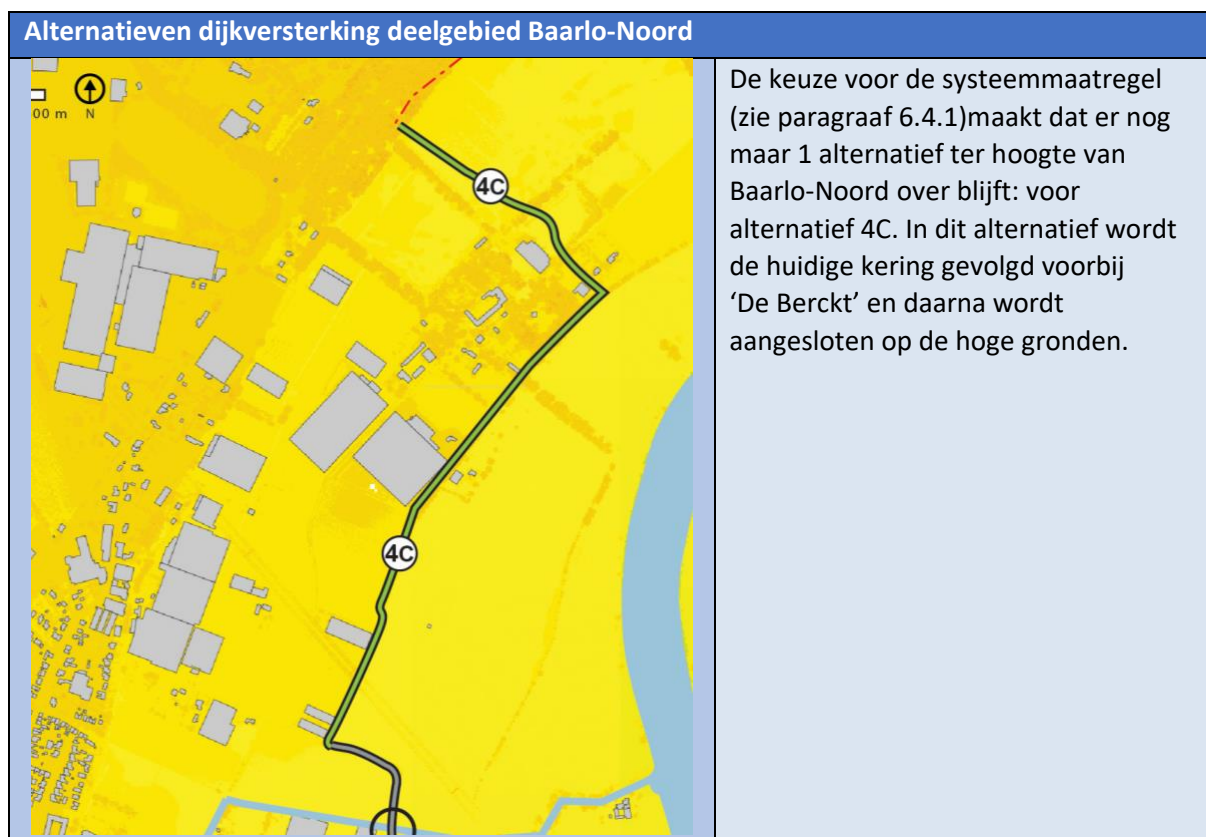 Alternatieven dijkversterking deelgebied Baarlo-Noord
00 m
N
4C
4C
De keuze voor de systeemmaatregel
(zie paragraaf 6.4.1)maakt dat er nog
maar 1 alternatief ter hoogte van
Baarlo-Noord over blijft: voor
alternatief 4C. In dit alternatief wordt
de huidige kering gevolgd voorbij
‘De Berckt’ en daarna wordt
aangesloten op de hoge gronden.